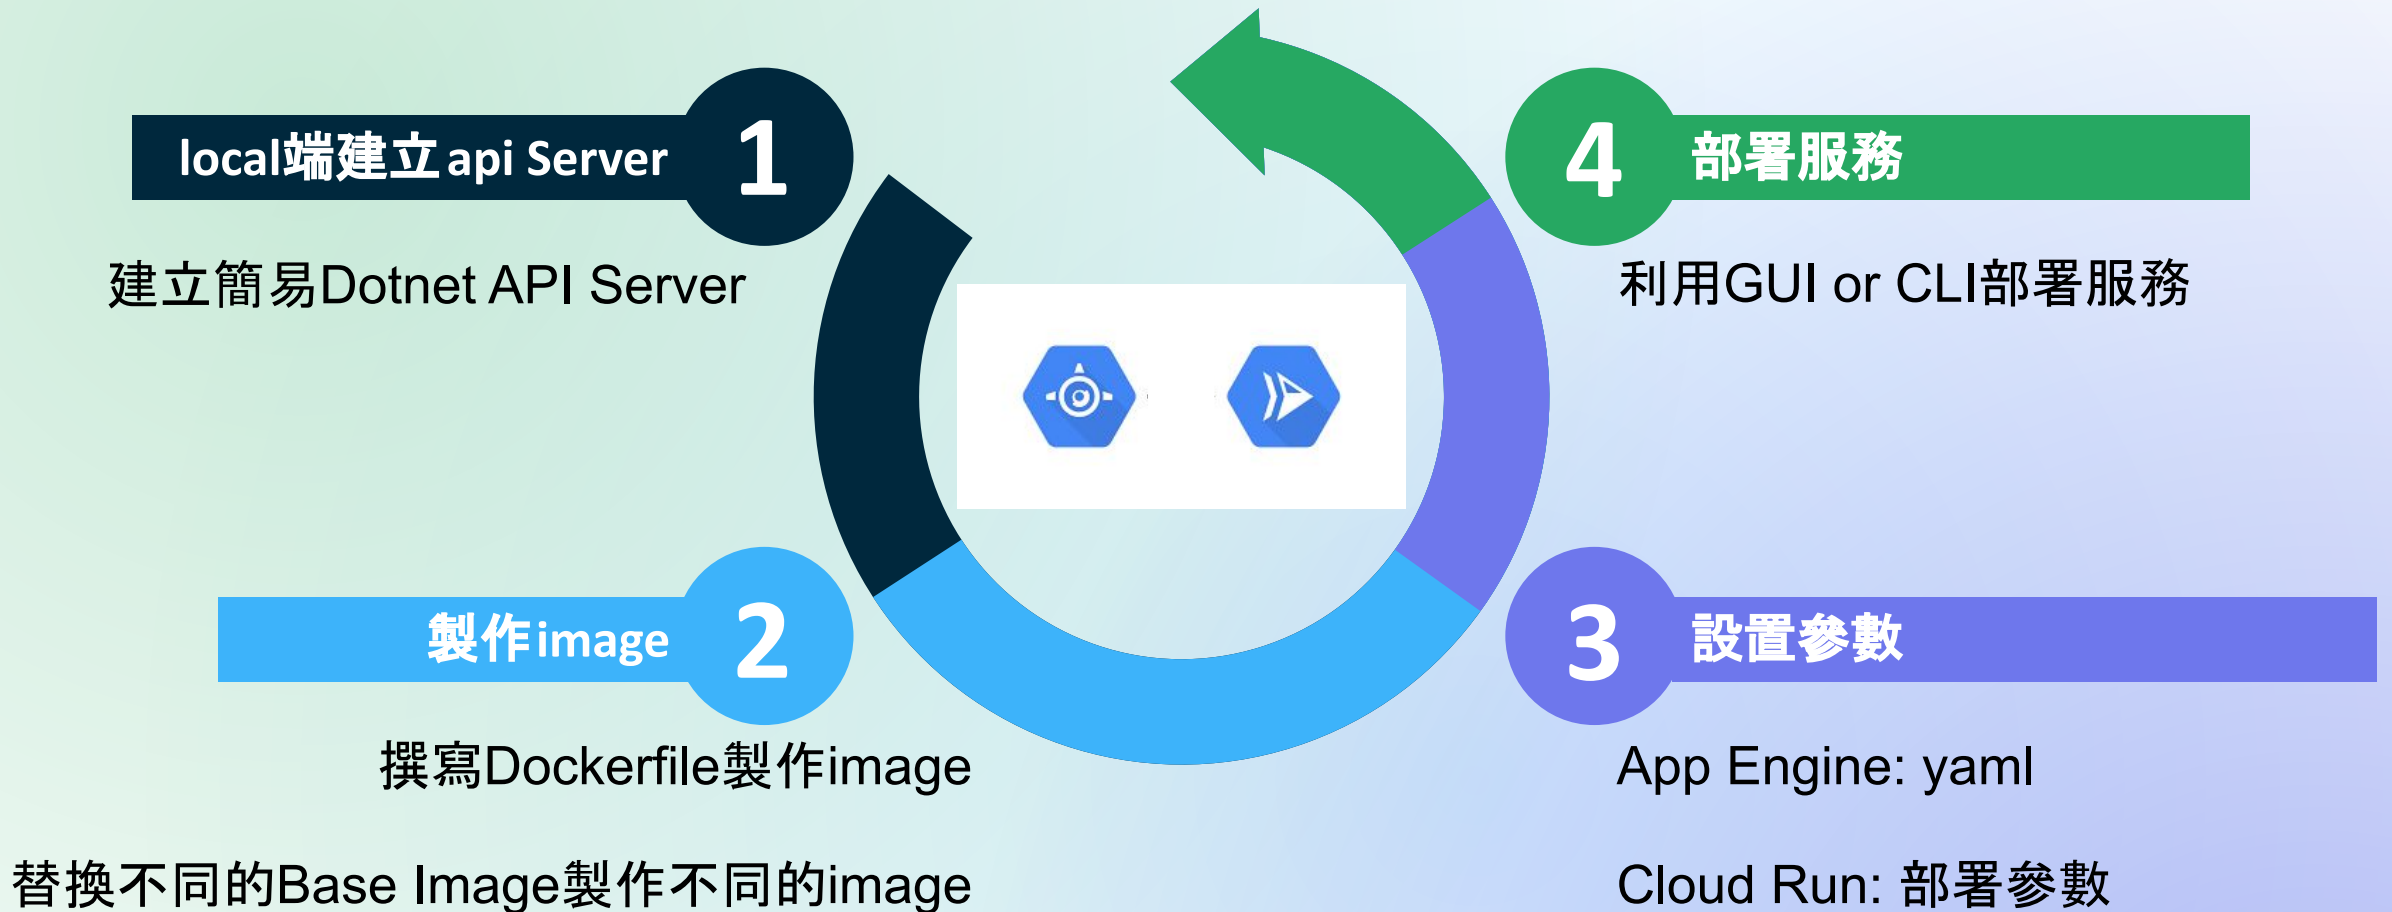 1
local端建立api Server
建立簡易Dotnet API Server
2
製作image
撰寫Dockerfile製作image
替換不同的Base Image製作不同的image
3
設置參數
App Engine: yaml
Cloud Run: 部署參數
4
部署服務
利用GUI or CLI部署服務